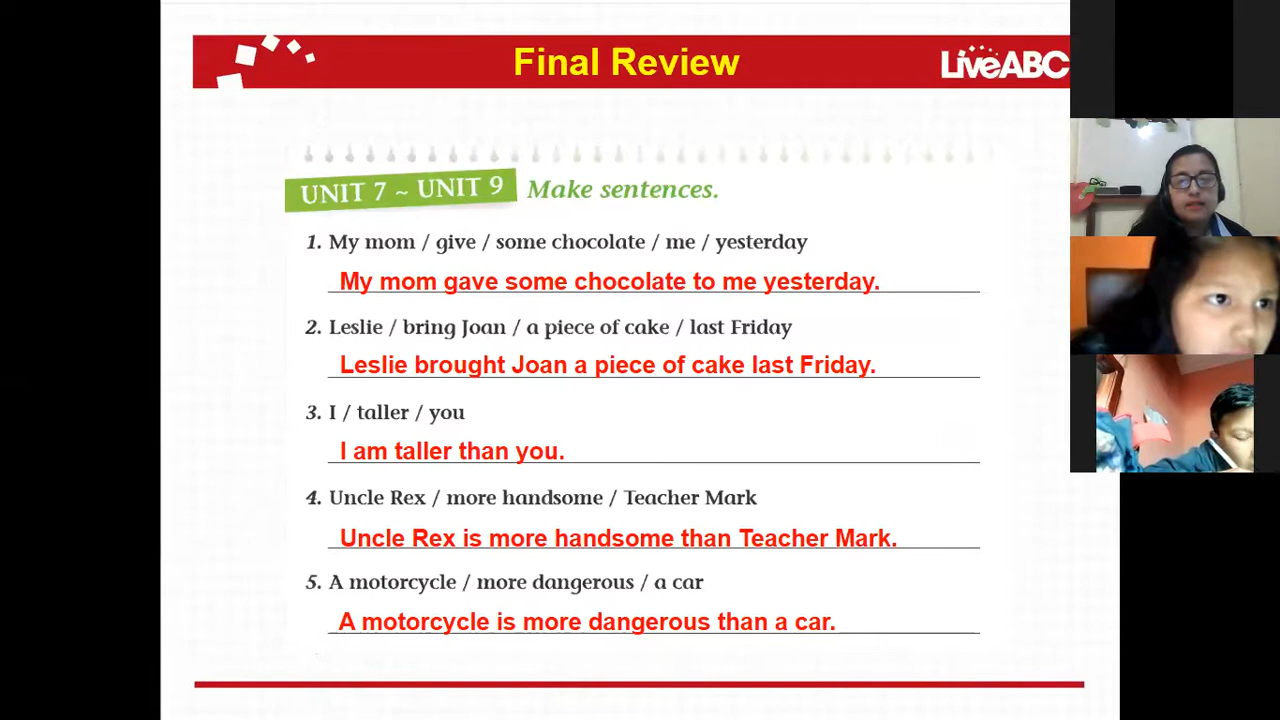 Final Review
LiveABC
UNIT 7 ~ UNIT 9 Make sentences.
1. My mom / give / some chocolate / me / yesterday
My mom gave some chocolate to me yesterday.
2. Leslie / bring Joan / a piece of cake / last Friday
Leslie brought Joan a piece of cake last Friday.
3. I / taller / you
I am taller than you.
4. Uncle Rex / more handsome / Teacher Mark
Uncle Rex is more handsome than Teacher Mark.
5. A motorcycle / more dangerous / a car
A motorcycle is more dangerous than a car.